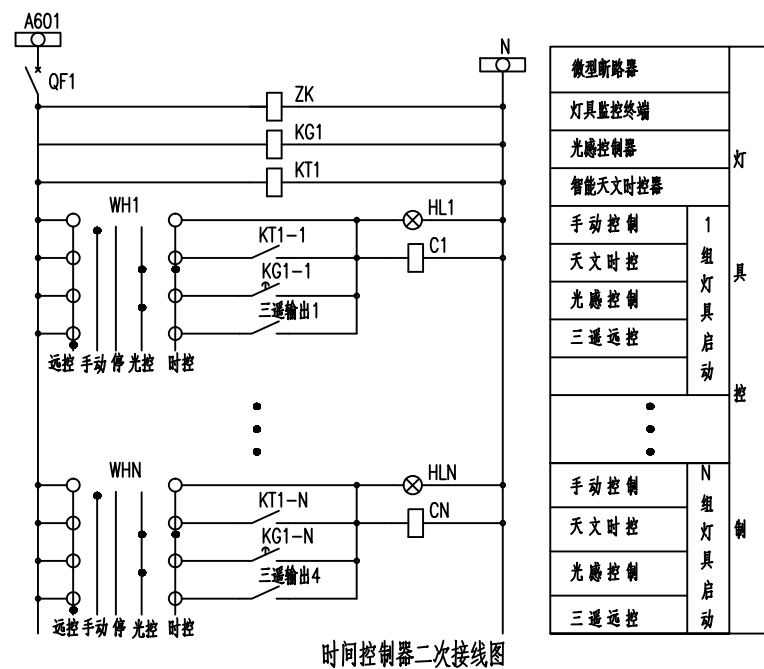 A601
N
QF1
ZK
KG1
KT1
WH1
HL1
KT1-1
C1
KG1-1
三遥输出1
远控 手动 停 光控 时控
WHN
HLN
KT1-N
CN
KG1-N
三遥输出4
远控 手动 停 光控 时控
时间控制器二次接线图
微型断路器
灯具监控终端
光感控制器
智能天文时控器
手动控制
天文时控
光感控制
三遥远控
1组灯具启动
手动控制
天文时控
光感控制
三遥远控
N组灯具启动
灯具控制